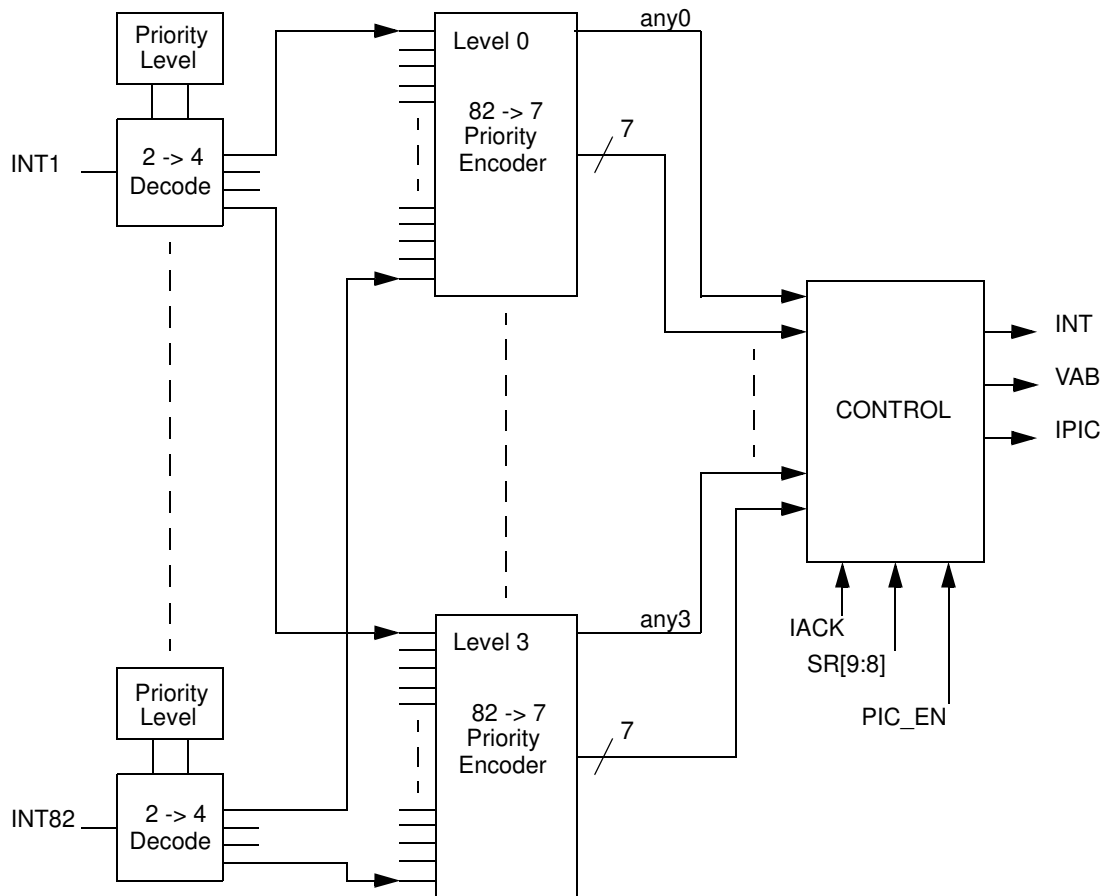 Priority
Level
INT1
2 -> 4
Decode
Level 0
82 -> 7
Priority
Encoder
any0
7
CONTROL
INT
VAB
IPIC
IACK
SR[9:8]
PIC_EN
Priority
Level
INT82
2 -> 4
Decode
Level 3
82 -> 7
Priority
Encoder
any3
7